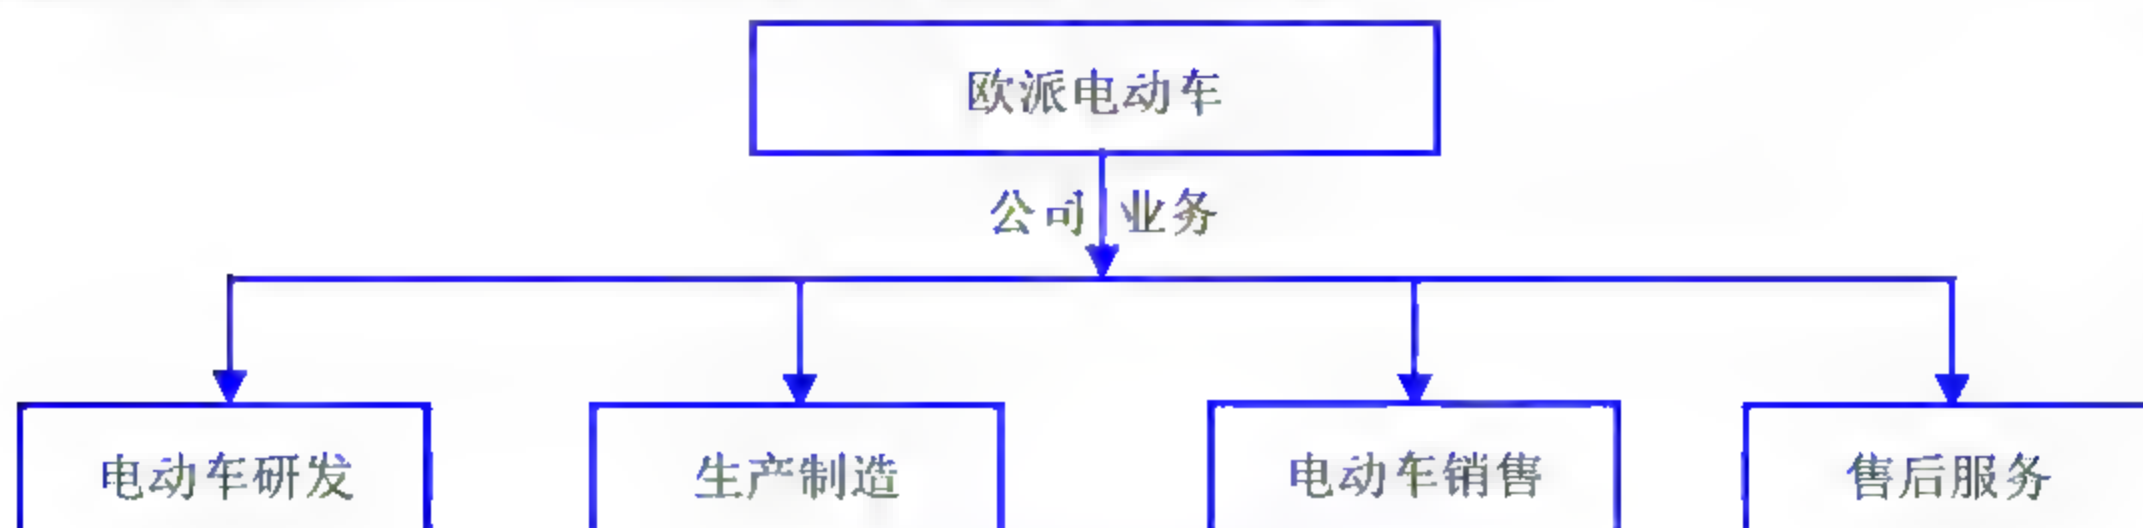 欧派电动车
公司 业务
电动车研发
生产制造
电动车销售
售后服务